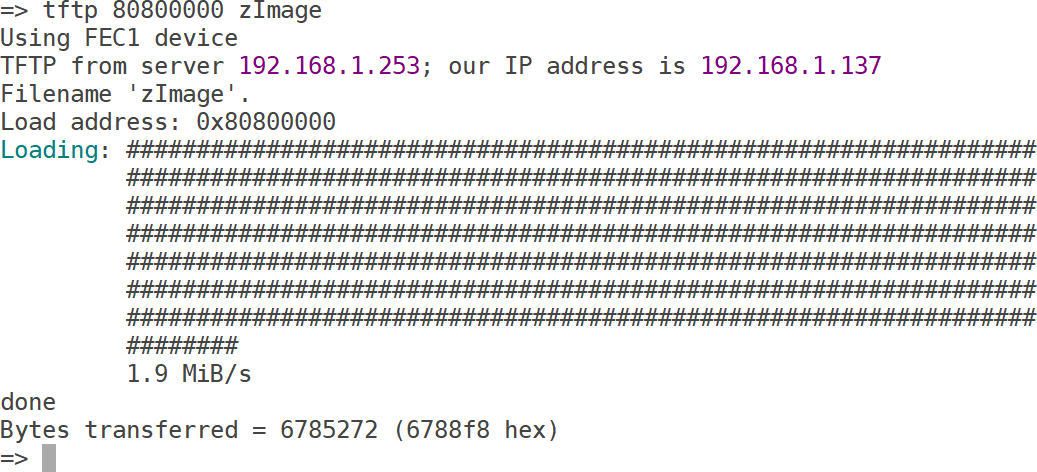 => tftp 80800000 zImage
Using FEC1 device
TFTP from server 192.168.1.253; our IP address is 192.168.1.137
Filename 'zImage'.
Load address: 0x80800000
Loading: #################################################################
         #################################################################
         #################################################################
         #################################################################
         #################################################################
         #################################################################
         #################################################################
         ########
         1.9 MiB/s
done
Bytes transferred = 6785272 (6788f8 hex)
=>